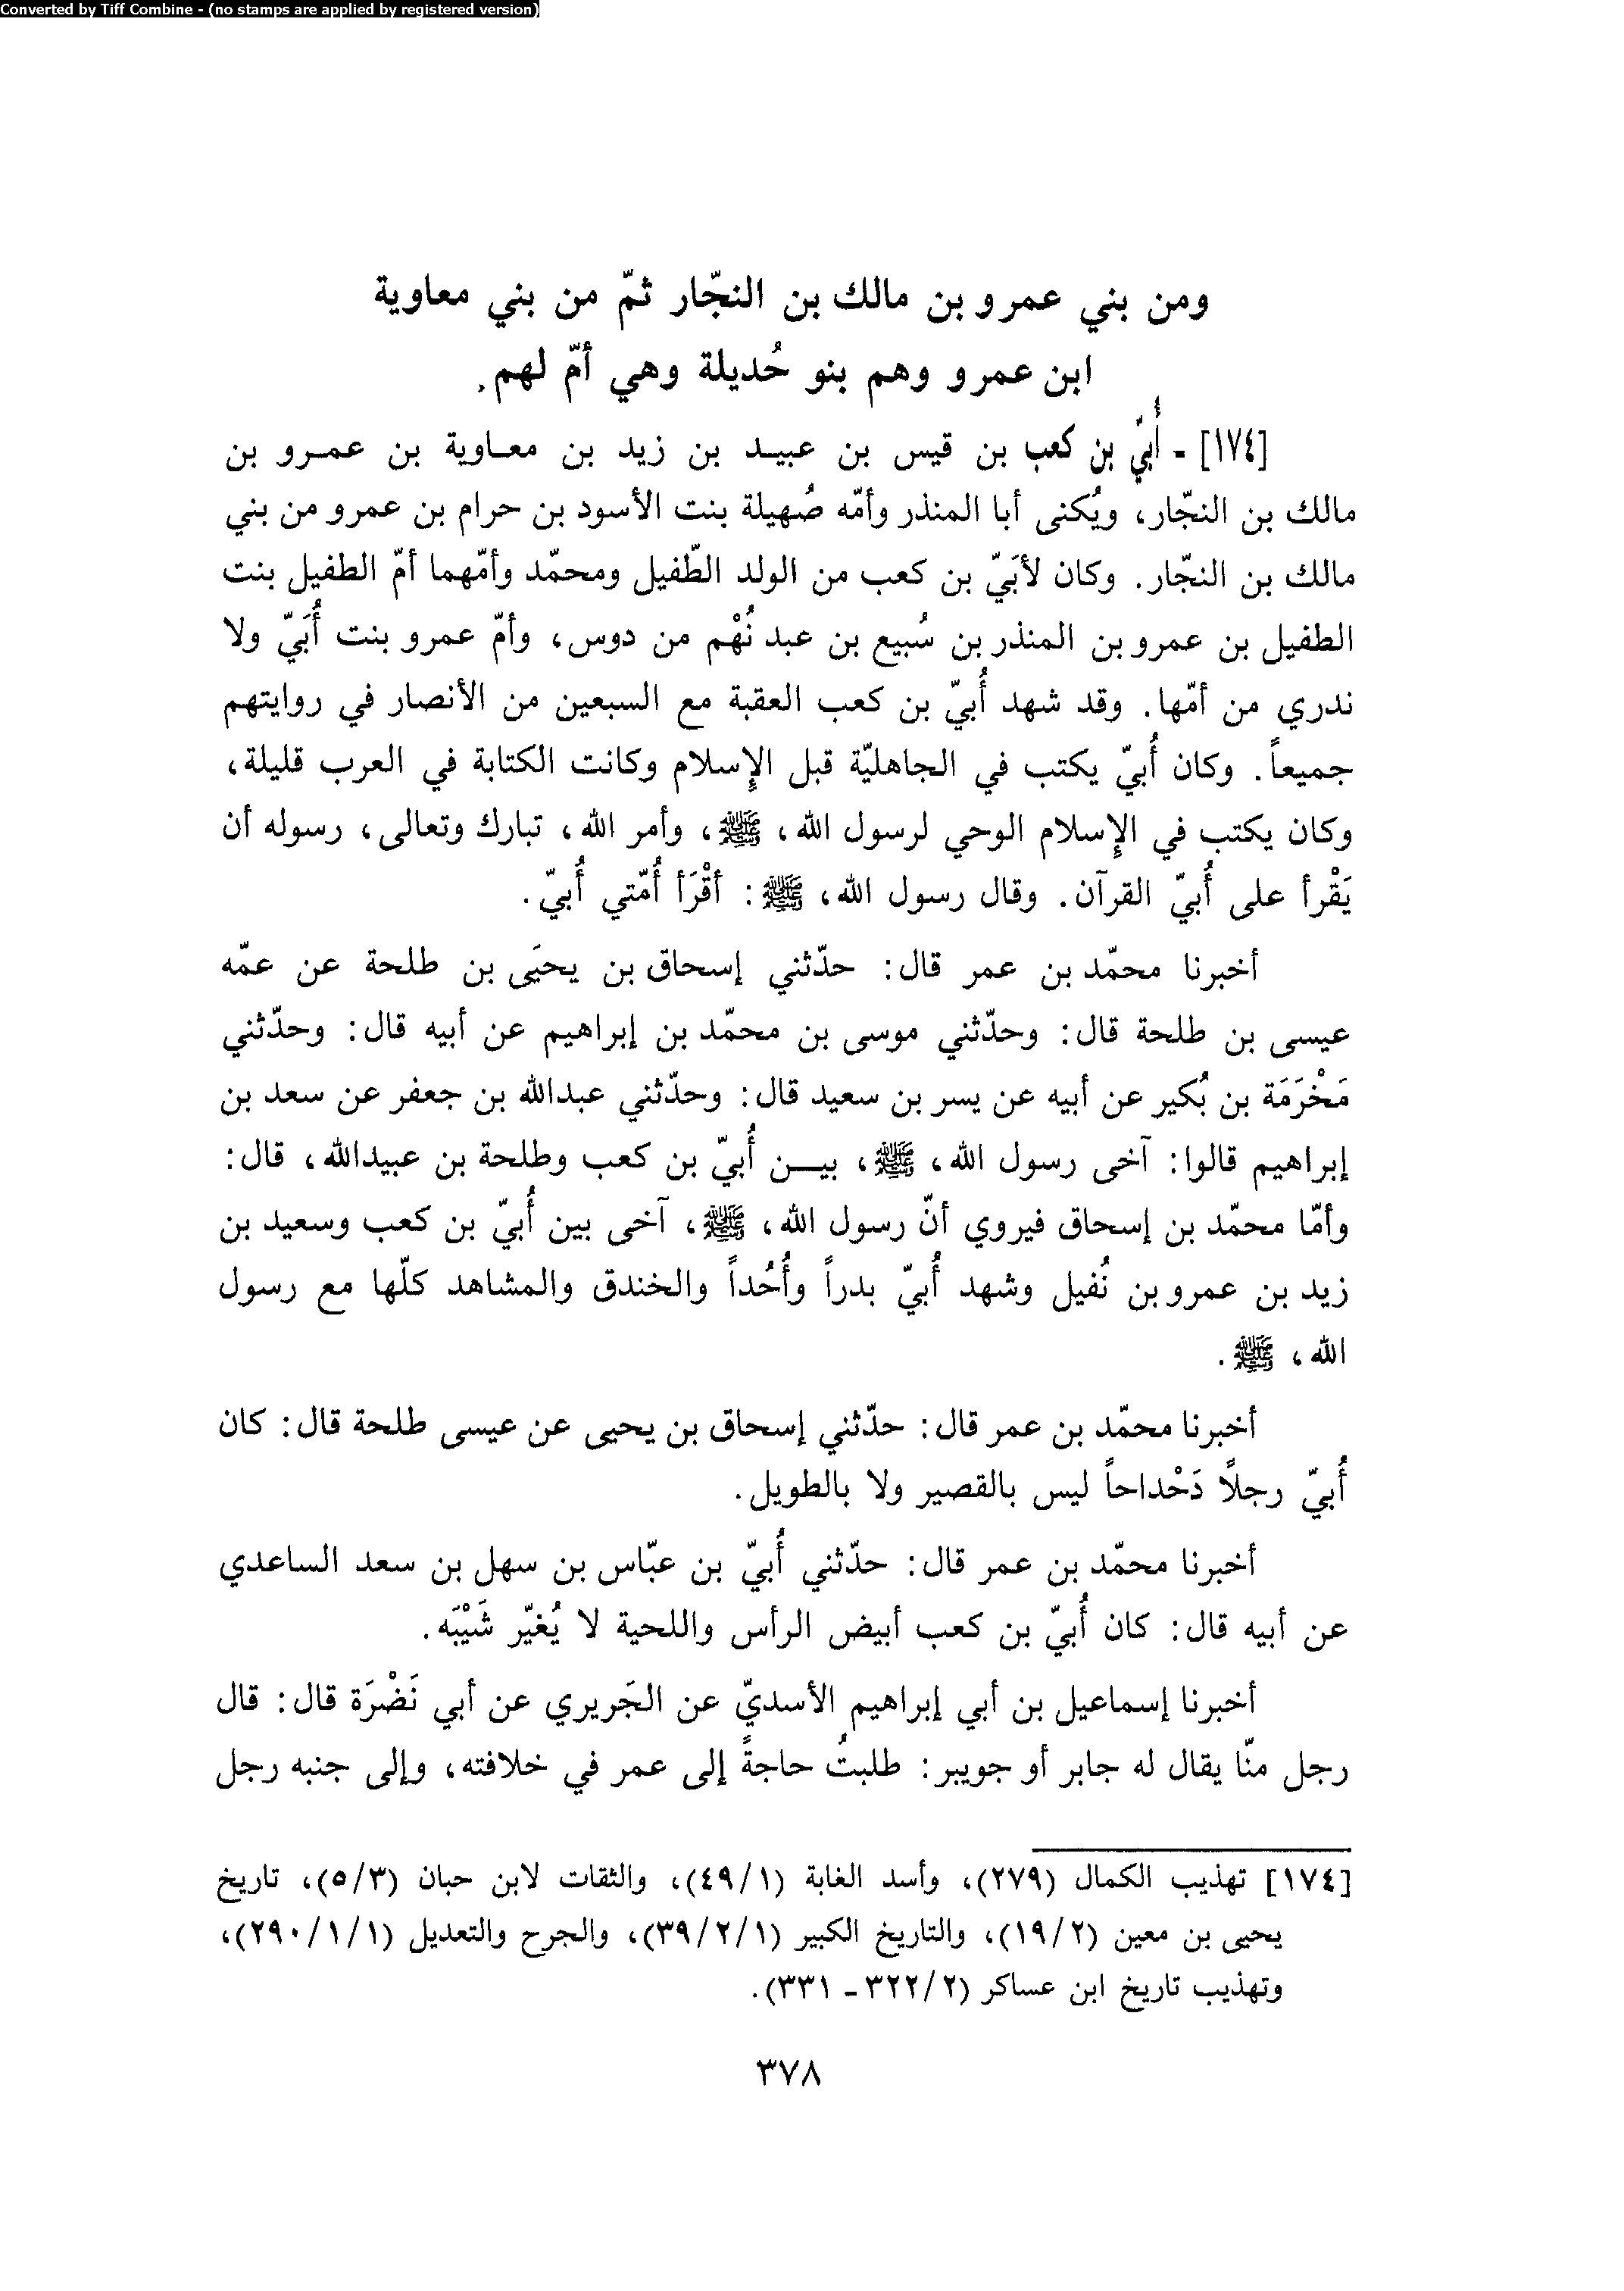 Converted by Tiff Combine - (no stamps are applied by registered version)
ومن بني عمرو بن مالك بن النجّار ثمّ من بني معاوية
ابن عمرو وهم بنو حُديلة وهي أمّ لهم.
[١٧٤] - أُبيّ بن كعب بن قيس بن عبيد بن زيد بن معاوية بن عمرو بن
مالك بن النجّار، ويُكنى أبا المنذر وأمّه صُهيلة بنت الأسود بن حرام بن عمرو من بني
مالك بن النجّار. وكان لأبَيّ بن كعب من الولد الطّفيل ومحمّد وأمّهما أمّ الطفيل بنت
الطفيل بن عمرو بن المنذر بن سُبيع بن عبد نُهْم من دوس، وأمّ عمرو بنت أُبَيّ ولا
ندري من أمّها. وقد شهد أُبيّ بن كعب العقبة مع السبعين من الأنصار في روايتهم
جميعاً. وكان أُبيّ يكتب في الجاهليّة قبل الإسلام وكانت الكتابة في العرب قليلة،
وكان يكتب في الإسلام الوحي لرسول الله، ﷺ، وأمر الله، تبارك وتعالى، رسوله أن
يَقْرأ على أُبيّ القرآن. وقال رسول الله، ﷺ: أقْرَأ أُمّتي أُبيّ.
أخبرنا محمّد بن عمر قال: حدّثني إسحاق بن يحيَى بن طلحة عن عمّه
عيسى بن طلحة قال: وحدّثني موسى بن محمّد بن إبراهيم عن أبيه قال: وحدّثني
مَخْرَمَة بن بُكير عن أبيه عن يسر بن سعيد قال: وحدّثني عبدالله بن جعفر عن سعد بن
إبراهيم قالوا: آخى رسول الله، ﷺ، بيـن أُبيّ بن كعب وطلحة بن عبيدالله، قال:
وأمّا محمّد بن إسحاق فيروي أنّ رسول الله، ﷺ، آخى بين أُبيّ بن كعب وسعيد بن
زيد بن عمرو بن نُفيل وشهد أُبيّ بدراً وأُحُداً والخندق والمشاهد كلّها مع رسول
الله، ﷺ.
أخبرنا محمّد بن عمر قال: حدّثني إسحاق بن يحيى عن عيسى طلحة قال: كان
أُبيّ رجلاً دَحْداحاً ليس بالقصير ولا بالطويل.
أخبرنا محمّد بن عمر قال: حدّثني أُبيّ بن عبّاس بن سهل بن سعد الساعدي
عن أبيه قال: كان أُبيّ بن كعب أبيض الرأس واللحية لا يُغيّر شَيْبَه.
أخبرنا إسماعيل بن أبي إبراهيم الأسديّ عن الجَريري عن أبي نَضْرَة قال: قال
رجل منّا يقال له جابر أو جويبر: طلبتُ حاجةً إلى عمر في خلافته، وإلى جنبه رجل
[١٧٤] تهذيب الكمال (٢٧٩)، وأسد الغابة (٤٩/١)، والثقات لابن حبان (٥/٣)، تاريخ
يحيى بن معين (١٩/٢)، والتاريخ الكبير (٣٩/٢/١)، والجرح والتعديل (٢٩٠/١/١)،
وتهذيب تاريخ ابن عساكر (٣٢٢/٢ - ٣٣١).
٣٧٨